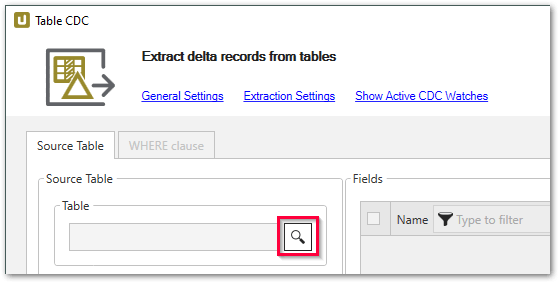 Table CDC
Extract delta records from tables
General Settings Extraction Settings Show Active CDC Watches
Source Table WHERE clause
Source Table
Table
Fields
Name Type to filter